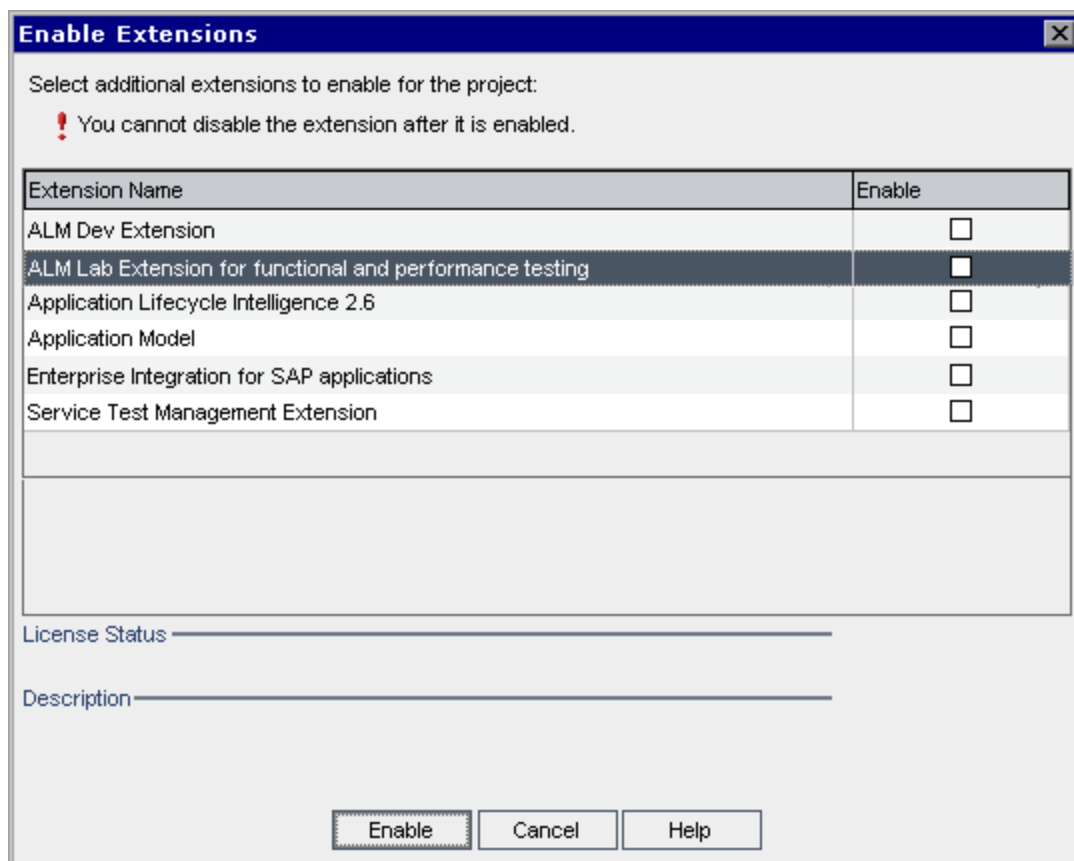 Enable Extensions
Select additional extensions to enable for the project:
You cannot disable the extension after it is enabled.
Extension Name Enable
ALM Dev Extension
ALM Lab Extension for functional and performance testing
Application Lifecycle Intelligence 2.6
Application Model
Enterprise Integration for SAP applications
Service Test Management Extension
License Status
Description
Enable Cancel Help